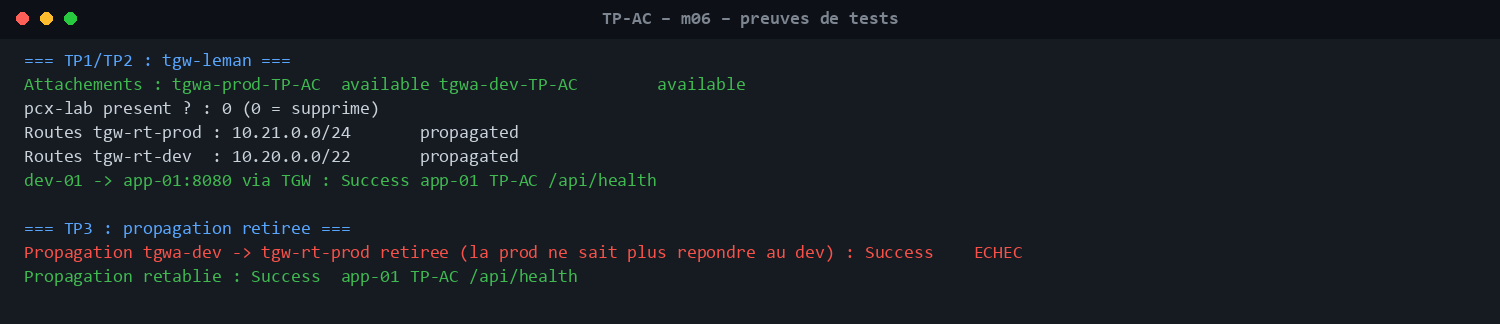 TP-AC – m06 – preuves de tests
=== TP1/TP2 : tgw-leman ===
Attachements : tgwa-prod-TP-AC  available tgwa-dev-TP-AC        available
pcx-lab present ? : 0 (0 = supprime)
Routes tgw-rt-prod : 10.21.0.0/24       propagated
Routes tgw-rt-dev  : 10.20.0.0/22       propagated
dev-01 -> app-01:8080 via TGW : Success app-01 TP-AC /api/health
=== TP3 : propagation retiree ===
Propagation tgwa-dev -> tgw-rt-prod retiree (la prod ne sait plus repondre au dev) : Success    ECHEC
Propagation retablie : Success  app-01 TP-AC /api/health